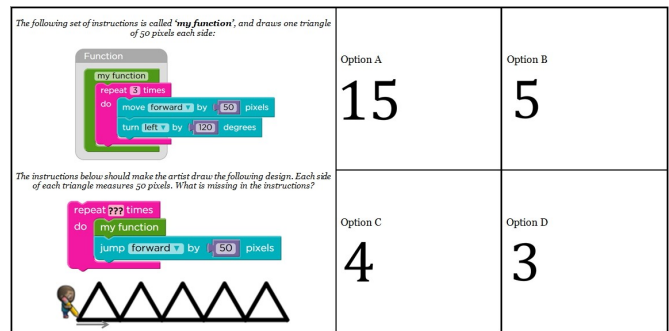 The following set of instructions is called ‘my function’, and draws one triangle
of 50 pixels each side:
Function
my function
repeat 3 times
do move forward ▼ by 50 pixels
turn left ▼ by 120 degrees
The instructions below should make the artist draw the following design. Each side
of each triangle measures 50 pixels. What is missing in the instructions?
repeat ??? times
do my function
jump forward ▼ by 50 pixels
Option A
15
Option B
5
Option C
4
Option D
3